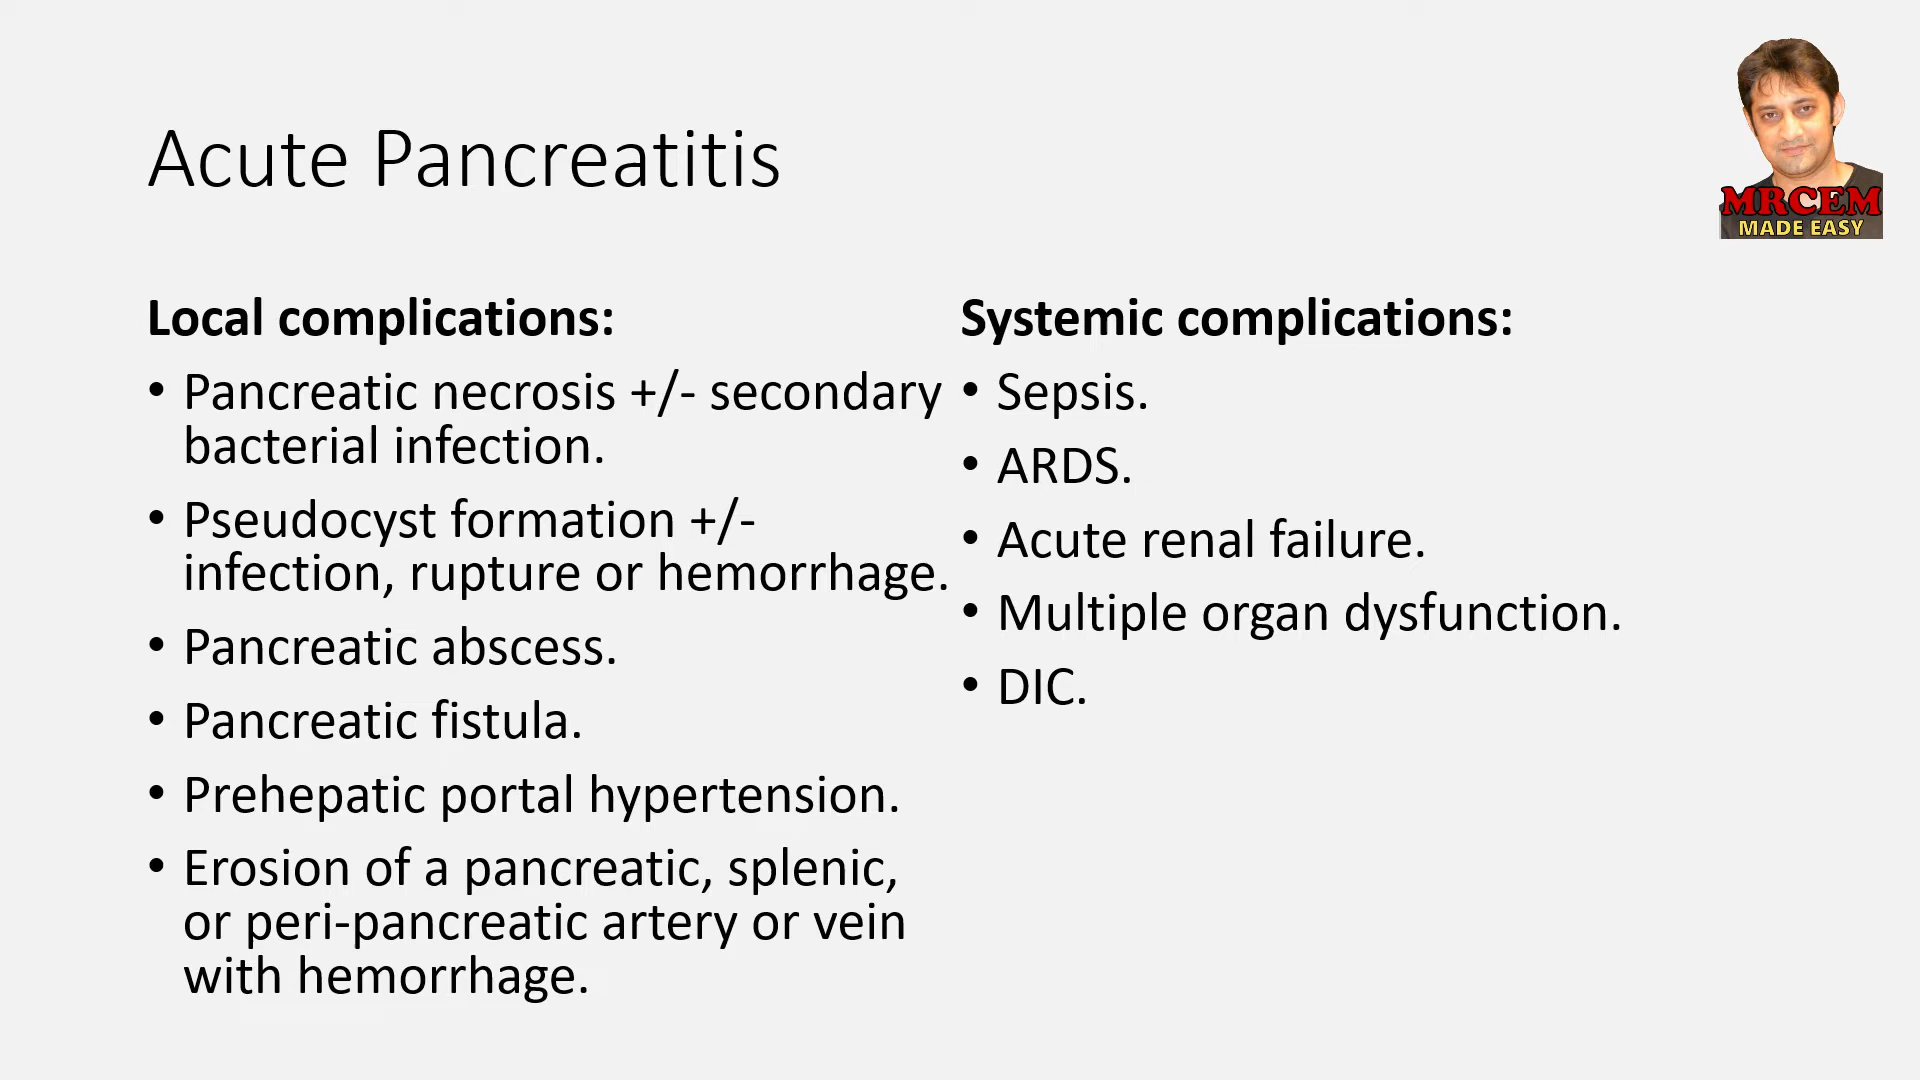 Acute Pancreatitis
MRCEM
MADE EASY
Local complications:
• Pancreatic necrosis +/- secondary
bacterial infection.
• Pseudocyst formation +/-
infection, rupture or hemorrhage.
• Pancreatic abscess.
• Pancreatic fistula.
• Prehepatic portal hypertension.
• Erosion of a pancreatic, splenic,
or peri-pancreatic artery or vein
with hemorrhage.
Systemic complications:
• Sepsis.
• ARDS.
• Acute renal failure.
• Multiple organ dysfunction.
• DIC.